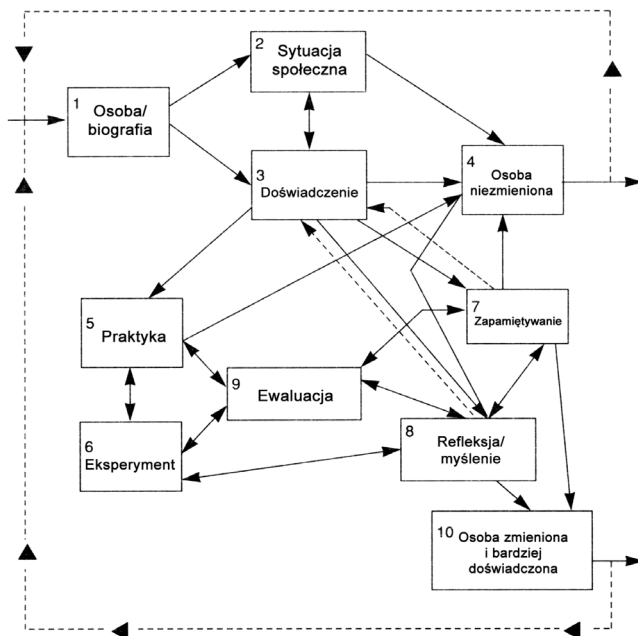 1
Osoba/
biografia
2
Sytuacja
społeczna
3
Doświadczenie
4
Osoba
niezmieniona
5
Praktyka
6
Eksperyment
7
Zapamiętywanie
8
Refleksja/
myślenie
9
Ewaluacja
10
Osoba zmieniona
i bardziej
doświadczona